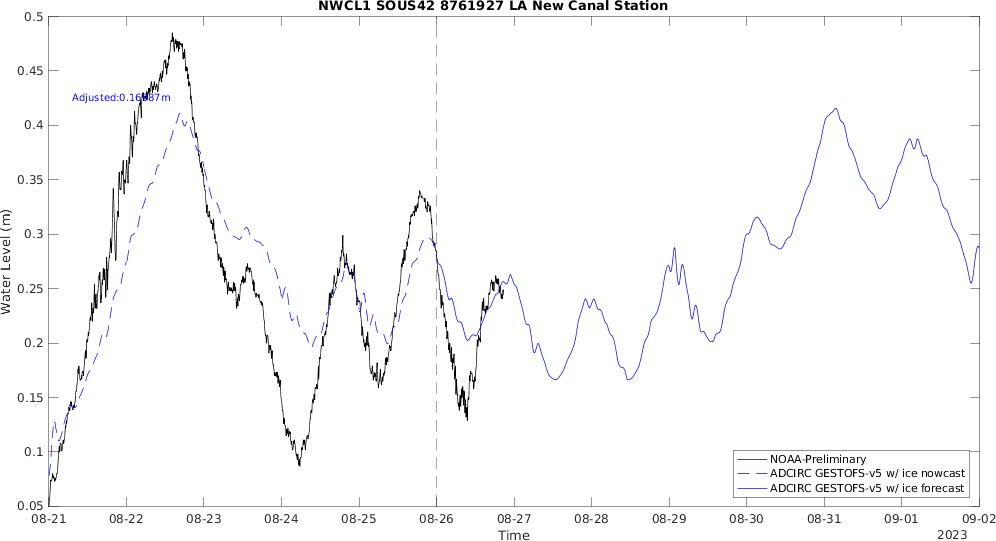 NWCL1 SOUS42 8761927 LA New Canal Station
0.5
0.45
0.4
0.35
0.3
0.25
0.2
0.15
0.1
0.05
Water Level (m)
08-21 08-22 08-23 08-24 08-25 08-26 08-27 08-28 08-29 08-30 08-31 09-01 09-02
Time
2023
NOAA-Preliminary
ADCIRC GESTOFS-v5 w/ ice nowcast
ADCIRC GESTOFS-v5 w/ ice forecast